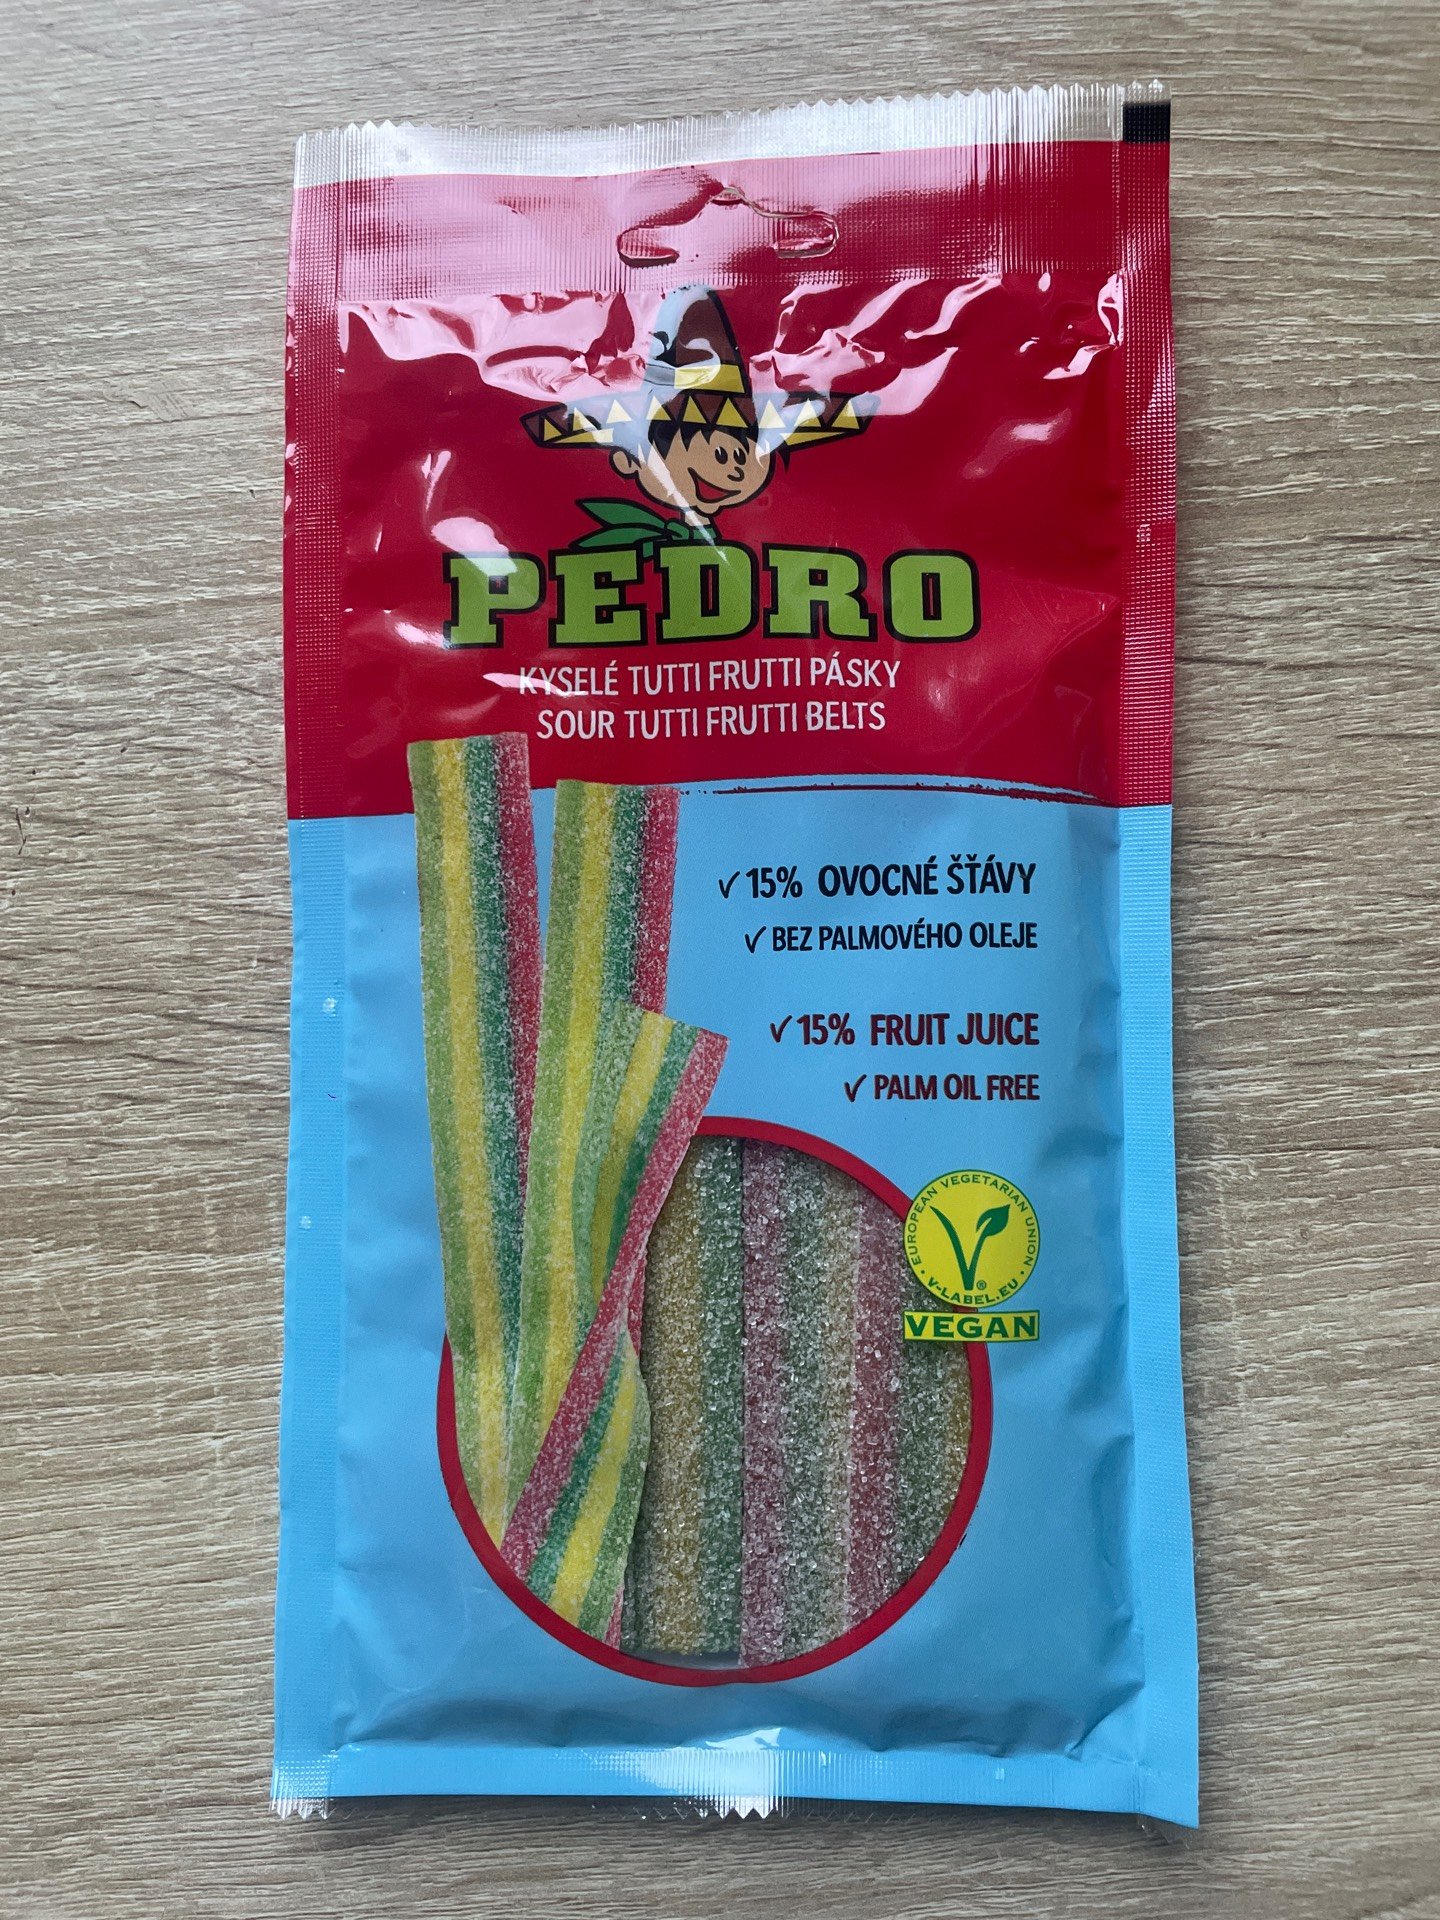 PEDRO
KYSELÉ TUTTI FRUTTI PÁSKY
SOUR TUTTI FRUTTI BELTS
✓ 15% OVOCNÉ ŠŤÁVY
✓ BEZ PALMOVÉHO OLEJE
✓ 15% FRUIT JUICE
✓ PALM OIL FREE
• EUROPEAN VEGETARIAN UNION •
V-LABEL.EU
®
VEGAN